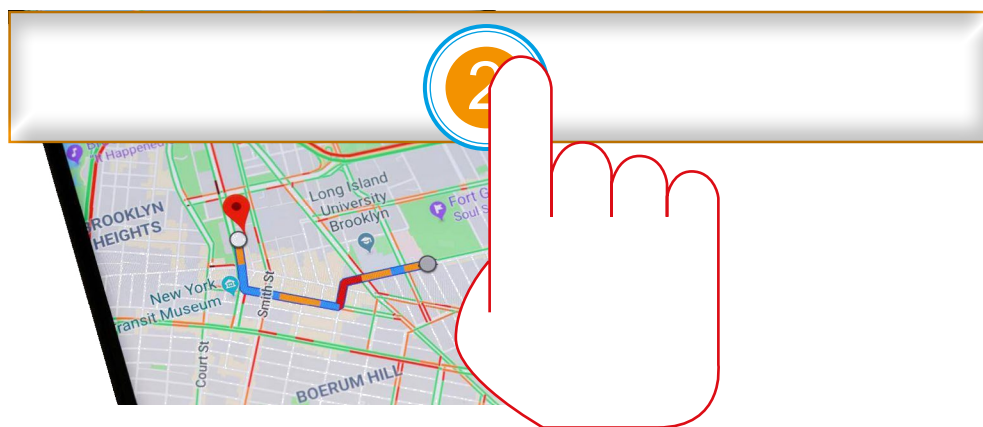 2
Happened
Long Island
University
Brooklyn
Fort G
Soul S
BROOKLYN
HEIGHTS
New York
Transit Museum
Smith St
Court St
BOERUM HILL